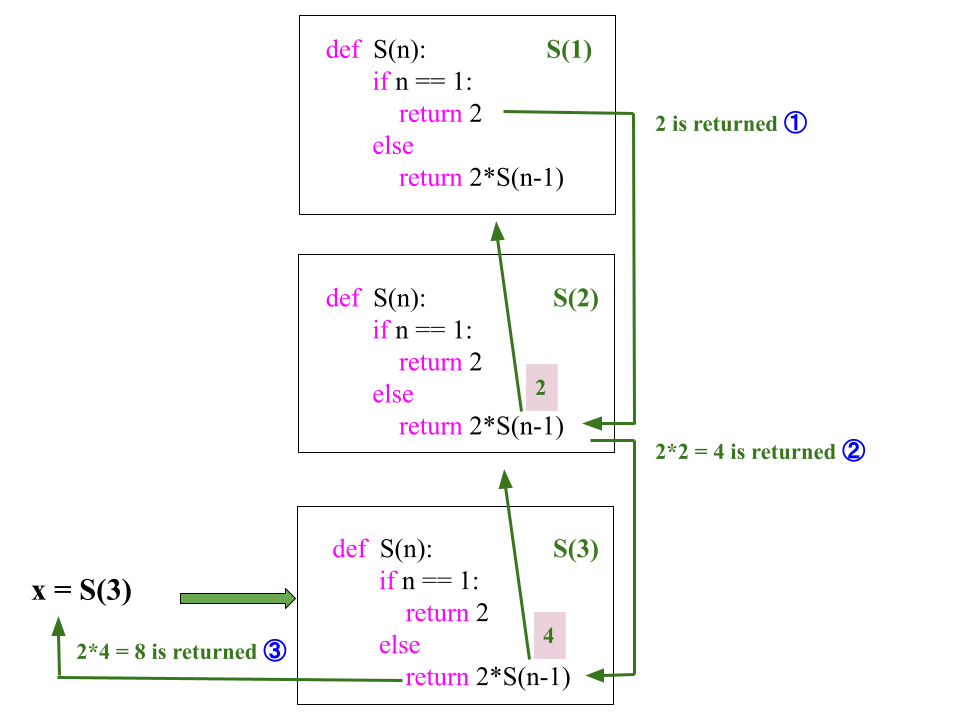 def S(n): S(1)
if n == 1:
return 2
else
return 2*S(n-1)
2 is returned ①
def S(n): S(2)
if n == 1:
return 2
else
2
return 2*S(n-1)
2*2 = 4 is returned ②
def S(n): S(3)
if n == 1:
return 2
else
4
return 2*S(n-1)
x = S(3)
2*4 = 8 is returned ③